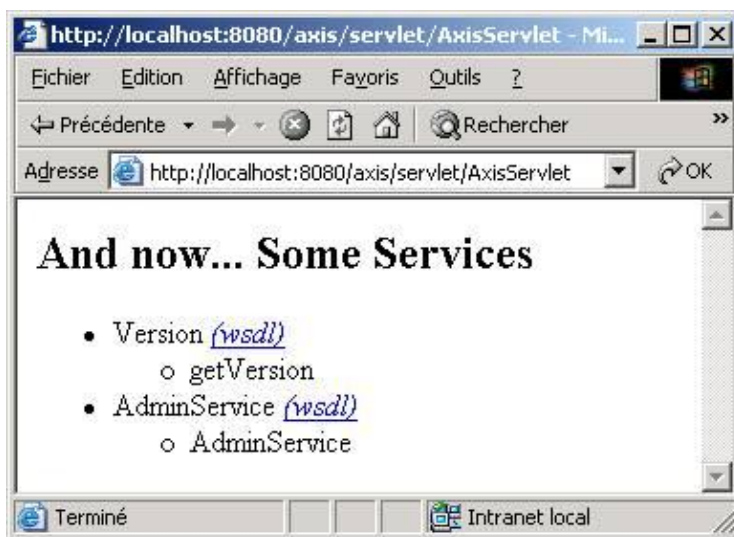 http://localhost:8080/axis/servlet/AxisServlet - Mi...
Fichier Edition Affichage Favoris Outils ?
Précédente Rechercher »
Adresse http://localhost:8080/axis/servlet/AxisServlet OK
And now... Some Services
• Version (wsdl)
o getVersion
• AdminService (wsdl)
o AdminService
Terminé Intranet local